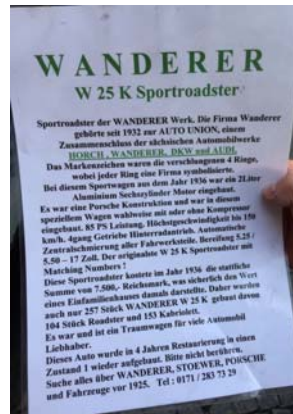 WANDERER
W 25 K Sportroadster
Sportroadster der WANDERER Werk. Die Firma Wanderer
gehörte seit 1932 zur AUTO UNION, einem
Zusammenschluss der sächsischen Automobilwerke
HORCH, WANDERER, DKW und AUDI.
Das Markenzeichen waren die verschlungenen 4 Ringe,
wobei jeder Ring eine Firma symbolisierte.
Bei diesem Sportwagen aus dem Jahr 1936 war ein 2Liter
Aluminium Sechszylinder Motor eingebaut.
Es war eine Porsche Konstruktion und war in diesem
speziellem Wagen wahlweise mit oder ohne Kompressor
eingebaut. 85 PS Leistung, Höchstgeschwindigkeit bis 150
km/h. 4gang Getriebe Hinterradantrieb. Automatische
Zentralschmierung aller Fahrwerksteile. Bereifung 5.25 /
5.50 – 17 Zoll. Der originalste W 25 K Sportroadster mit
Matching Numbers !
Diese Sportroadster kostete im Jahr 1936 die stattliche
Summe von 7.500,- Reichsmark, was sicherlich den Wert
eines Einfamilienhauses damals darstellte. Daher wurden
auch nur 257 Stück WANDERER W 25 K gebaut davon
104 Stück Roadster und 153 Kabriolett.
Es war und ist ein Traumwagen für viele Automobil
Liebhaber.
Dieses Auto wurde in 4 Jahren Restaurierung in einen
Zustand 1 wieder aufgebaut. Bitte nicht berühren.
Suche alles über WANDERER, STOEWER, PORSCHE
und Fahrzeuge vor 1925. Tel : 0171 / 283 73 29